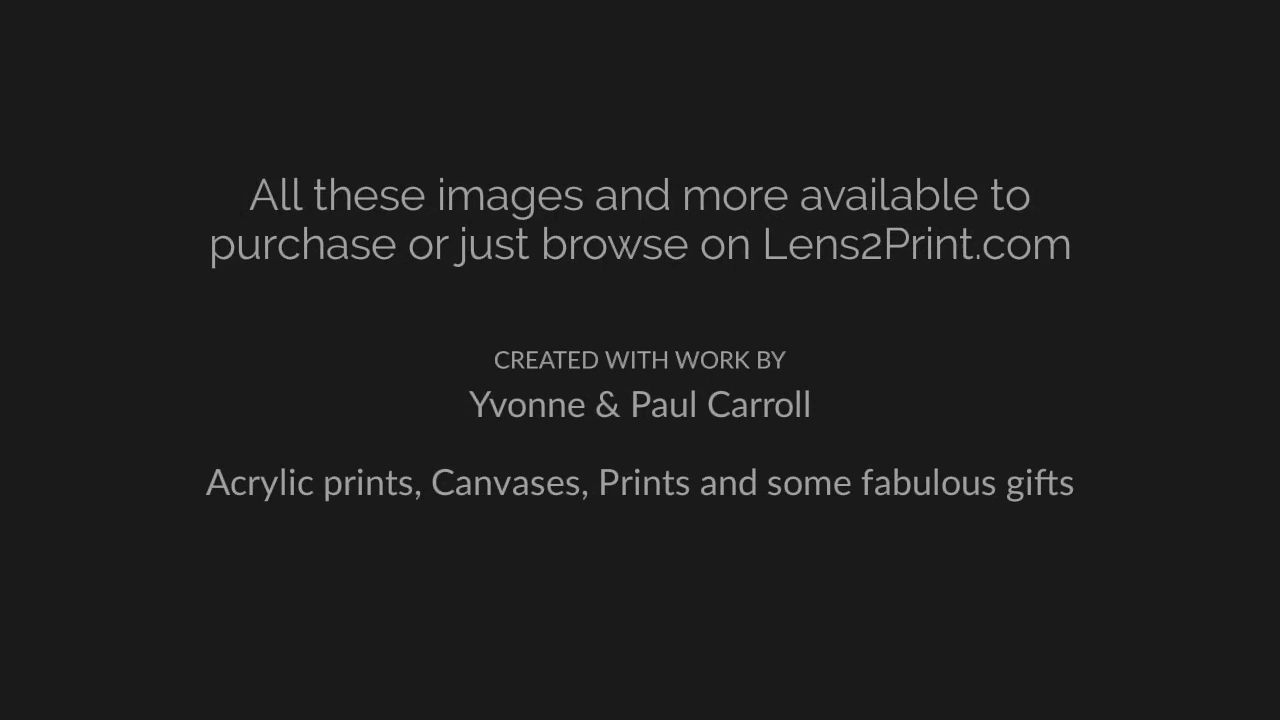 All these images and more available to
purchase or just browse on Lens2Print.com
CREATED WITH WORK BY
Yvonne & Paul Carroll
Acrylic prints, Canvases, Prints and some fabulous gifts